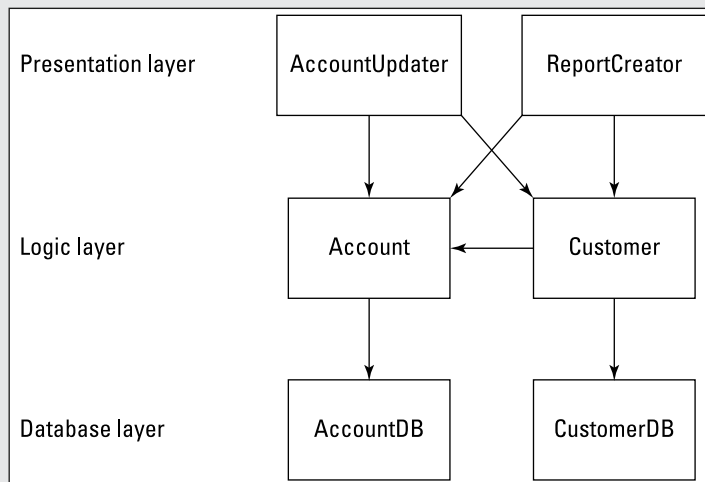 Presentation layer
AccountUpdater
ReportCreator
Logic layer
Account
Customer
Database layer
AccountDB
CustomerDB